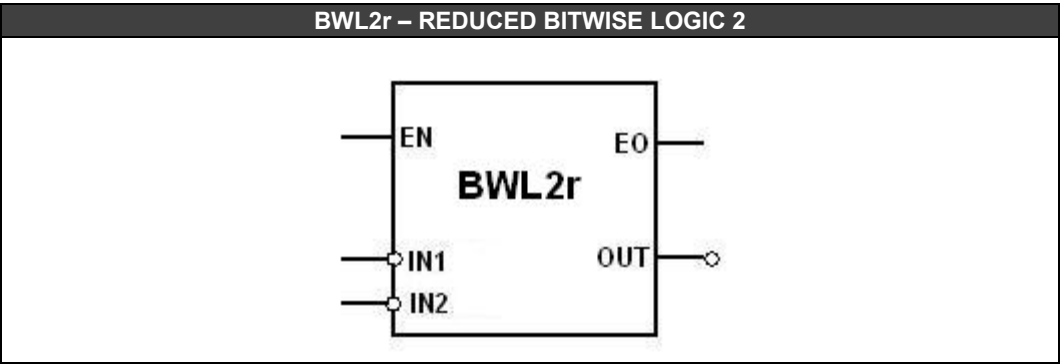 BWL2r – REDUCED BITWISE LOGIC 2
EN
EO
BWL2r
IN1
OUT
IN2